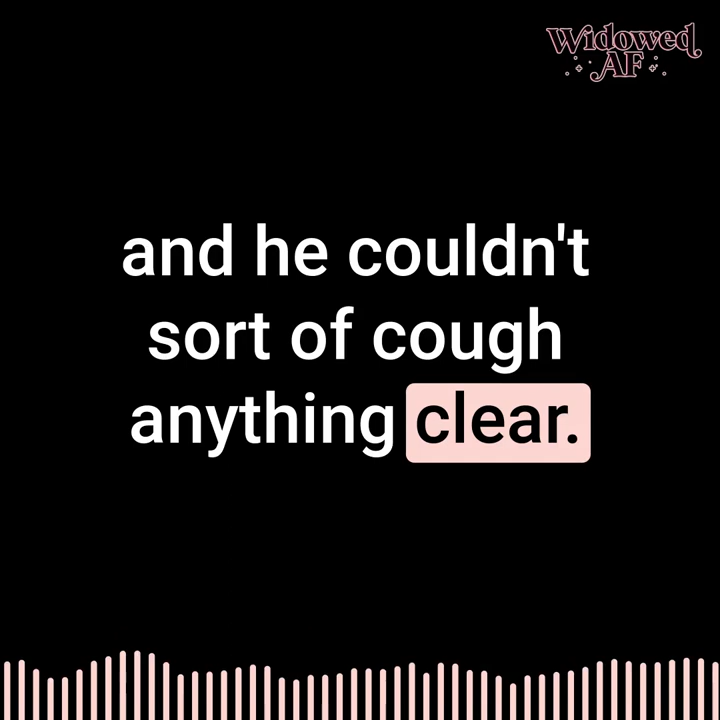 Widowed
AF
and he couldn't
sort of cough
anything clear.